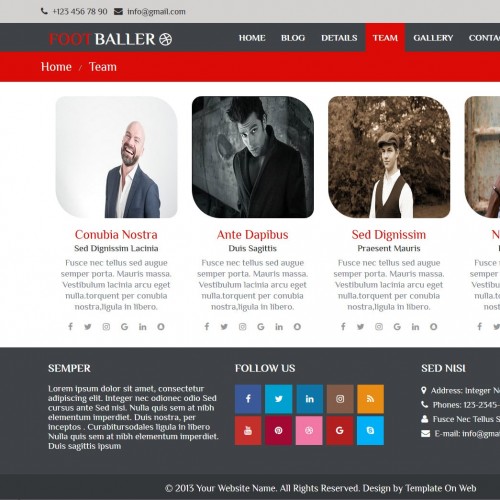 +123 456 78 90 info@gmail.com
FOOTBALLER
HOME BLOG DETAILS TEAM GALLERY CONTA
Home / Team
Conubia Nostra
Sed Dignissim Lacinia
Fusce nec tellus sed augue
semper porta. Mauris massa.
Vestibulum lacinia arcu eget
nulla.torquent per conubia
nostra,ligula in libero.
Ante Dapibus
Duis Sagittis
Fusce nec tellus sed augue
semper porta. Mauris massa.
Vestibulum lacinia arcu eget
nulla.torquent per conubia
nostra,ligula in libero.
Sed Dignissim
Praesent Mauris
Fusce nec tellus sed augue
semper porta. Mauris massa.
Vestibulum lacinia arcu eget
nulla.torquent per conubia
nostra,ligula in libero.
SEMPER
Lorem ipsum dolor sit amet, consectetur
adipiscing elit. Integer nec odioo odio Sed
cursus ante Sed nisi. Nulla quis sem at nibh
elementum imperdiet. Duis nostra, per
inceptos . Curabitursodales ligula in libero
Nulla quis sem at nibh elementum imperdiet.
Duis sagittis ipsum
FOLLOW US
SED NISI
Address: Integer N
Phones: 123-2345-
Fusce Nec Tellus S
E-mail: info@gma
© 2013 Your Website Name. All Rights Reserved. Design by Template On Web